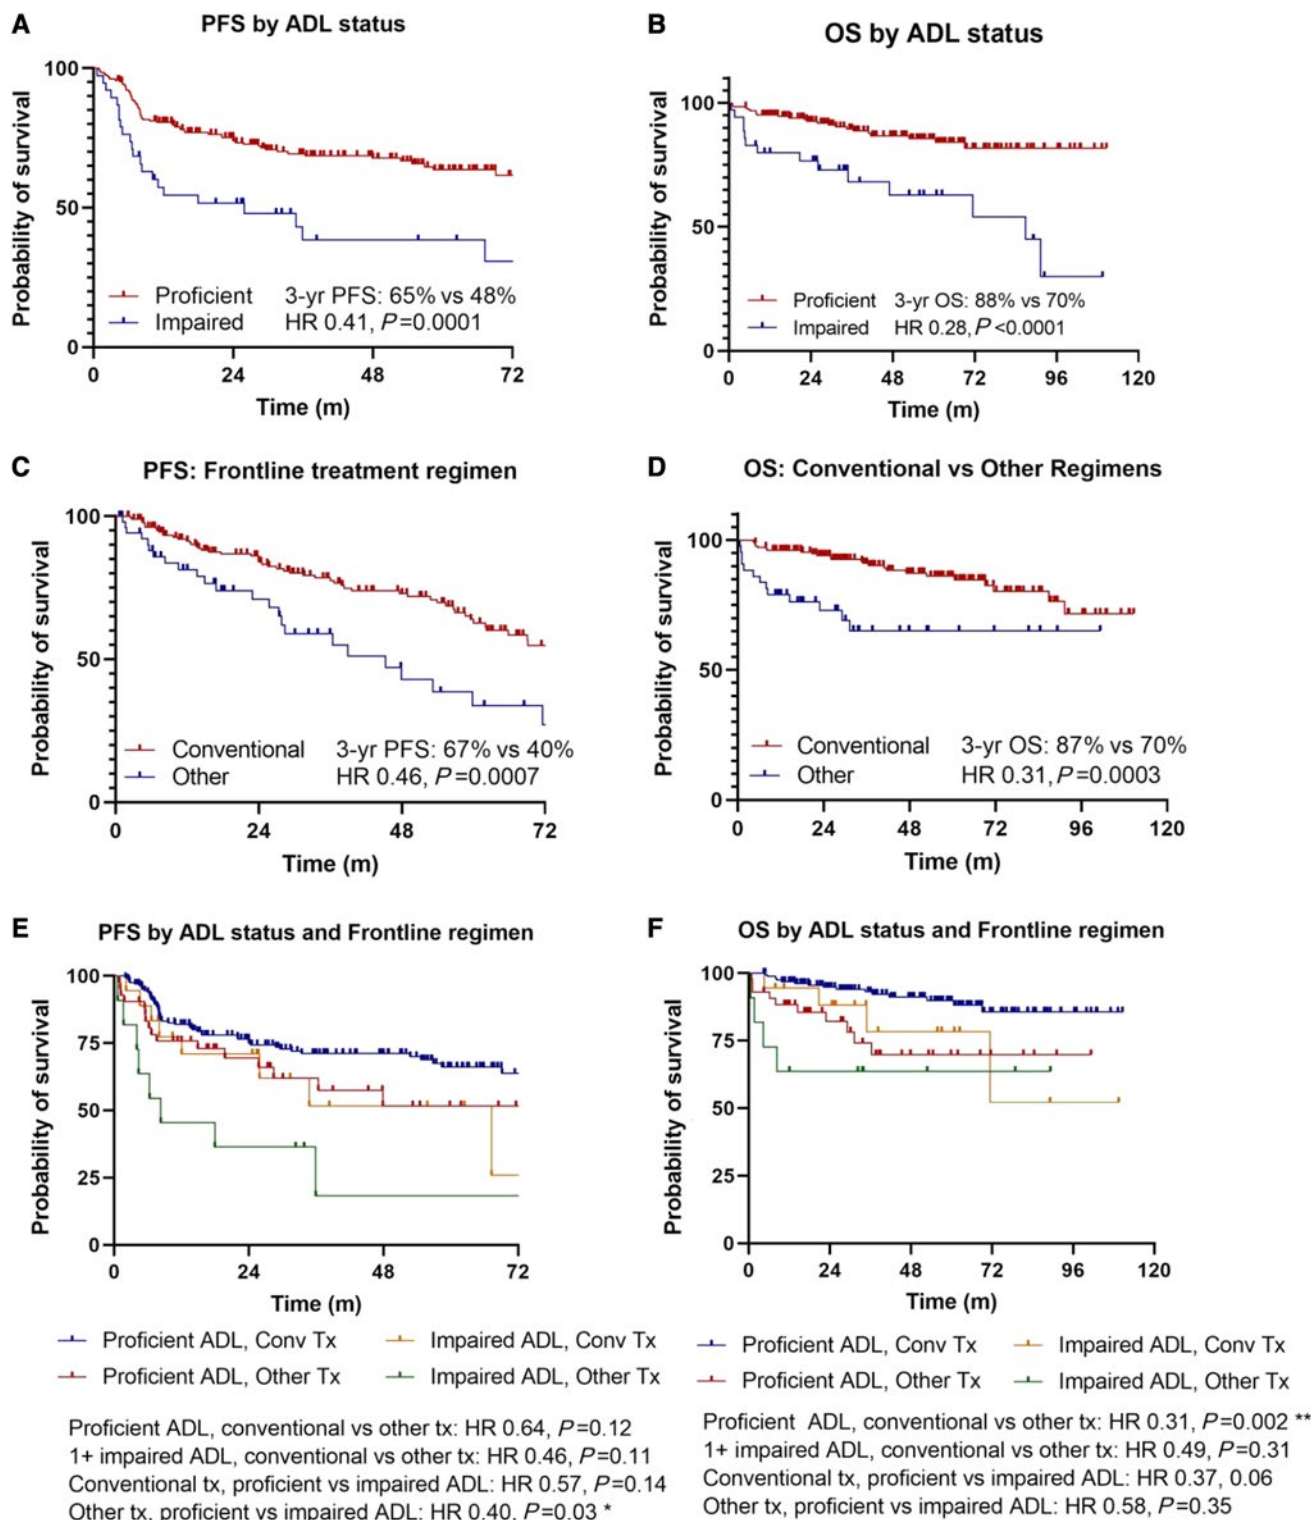 A
PFS by ADL status
Probability of survival
100
50
0
0 24 48 72
Time (m)
Proficient 3-yr PFS: 65% vs 48%
Impaired HR 0.41, P=0.0001
B
OS by ADL status
Probability of survival
100
50
0
0 24 48 72 96 120
Time (m)
Proficient 3-yr OS: 88% vs 70%
Impaired HR 0.28, P<0.0001
C
PFS: Frontline treatment regimen
Probability of survival
100
50
0
0 24 48 72
Time (m)
Conventional 3-yr PFS: 67% vs 40%
Other HR 0.46, P=0.0007
D
OS: Conventional vs Other Regimens
Probability of survival
100
50
0
0 24 48 72 96 120
Time (m)
Conventional 3-yr OS: 87% vs 70%
Other HR 0.31, P=0.0003
E
PFS by ADL status and Frontline regimen
Probability of survival
100
75
50
25
0
0 24 48 72
Time (m)
Proficient ADL, Conv Tx Impaired ADL, Conv Tx
Proficient ADL, Other Tx Impaired ADL, Other Tx
Proficient ADL, conventional vs other tx: HR 0.64, P=0.12
1+ impaired ADL, conventional vs other tx: HR 0.46, P=0.11
Conventional tx, proficient vs impaired ADL: HR 0.57, P=0.14
Other tx, proficient vs impaired ADL: HR 0.40, P=0.03 *
F
OS by ADL status and Frontline regimen
Probability of survival
100
75
50
25
0
0 24 48 72 96 120
Time (m)
Proficient ADL, Conv Tx Impaired ADL, Conv Tx
Proficient ADL, Other Tx Impaired ADL, Other Tx
Proficient ADL, conventional vs other tx: HR 0.31, P=0.002 **
1+ impaired ADL, conventional vs other tx: HR 0.49, P=0.31
Conventional tx, proficient vs impaired ADL: HR 0.37, 0.06
Other tx, proficient vs impaired ADL: HR 0.58, P=0.35